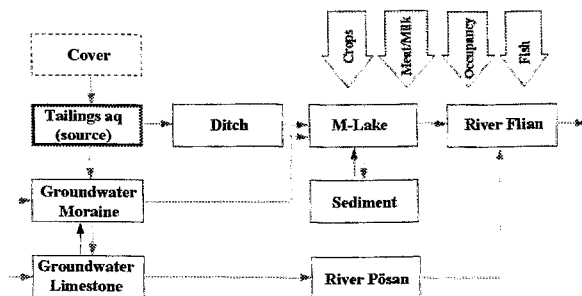 Cover
Crops
Meat/Milk
Occupancy
Fish
Tailings aq
(source)
Ditch
M-Lake
River Flian
Groundwater
Moraine
Sediment
Groundwater
Limestone
River Pösan